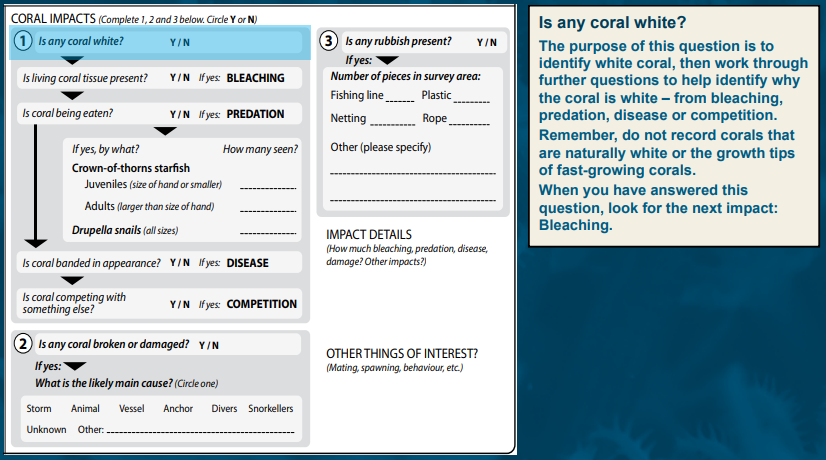 CORAL IMPACTS (Complete 1, 2 and 3 below. Circle Y or N)
1 Is any coral white? Y / N
Is living coral tissue present? Y / N If yes: BLEACHING
Is coral being eaten? Y / N If yes: PREDATION
If yes, by what? How many seen?
Crown-of-thorns starfish
Juveniles (size of hand or smaller) ____________
Adults (larger than size of hand) ____________
Drupella snails (all sizes) ____________
Is coral banded in appearance? Y / N If yes: DISEASE
Is coral competing with
something else? Y / N If yes: COMPETITION
2 Is any coral broken or damaged? Y / N
If yes:
What is the likely main cause? (Circle one)
Storm Animal Vessel Anchor Divers Snorkellers
Unknown Other: ____________
3 Is any rubbish present? Y / N
If yes:
Number of pieces in survey area:
Fishing line ______ Plastic ________
Netting __________ Rope _________
Other (please specify)
IMPACT DETAILS
(How much bleaching, predation, disease,
damage? Other impacts?)
OTHER THINGS OF INTEREST?
(Mating, spawning, behaviour, etc.)
Is any coral white?
The purpose of this question is to
identify white coral, then work through
further questions to help identify why
the coral is white – from bleaching,
predation, disease or competition.
Remember, do not record corals that
are naturally white or the growth tips
of fast-growing corals.
When you have answered this
question, look for the next impact:
Bleaching.